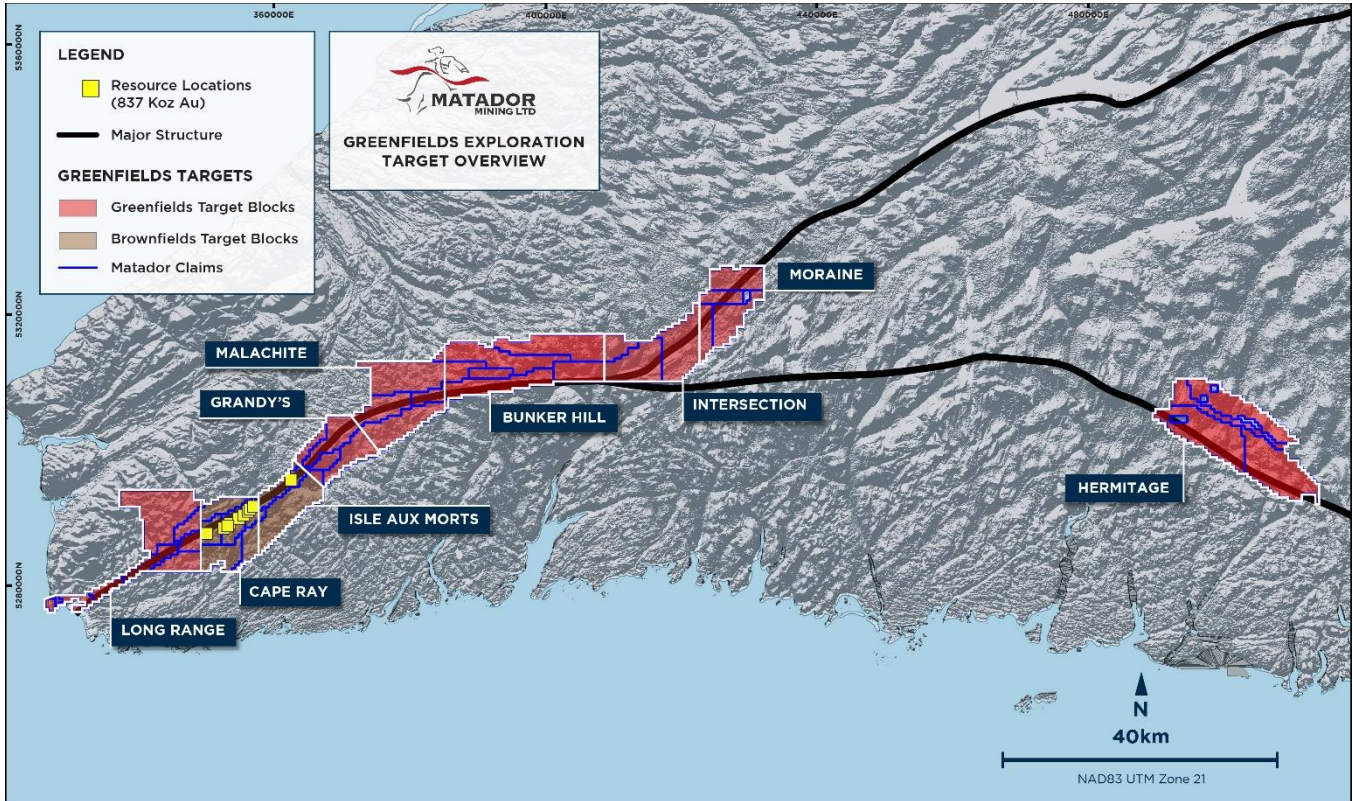 360000E
400000E
440000E
480000E
5360000N
5320000N
5280000N
LEGEND
Resource Locations
(837 Koz Au)
Major Structure
GREENFIELDS TARGETS
Greenfields Target Blocks
Brownfields Target Blocks
Matador Claims
MATADOR
MINING LTD
GREENFIELDS EXPLORATION
TARGET OVERVIEW
MORAINE
MALACHITE
GRANDY'S
BUNKER HILL
INTERSECTION
HERMITAGE
ISLE AUX MORTS
CAPE RAY
LONG RANGE
N
40km
NAD83 UTM Zone 21